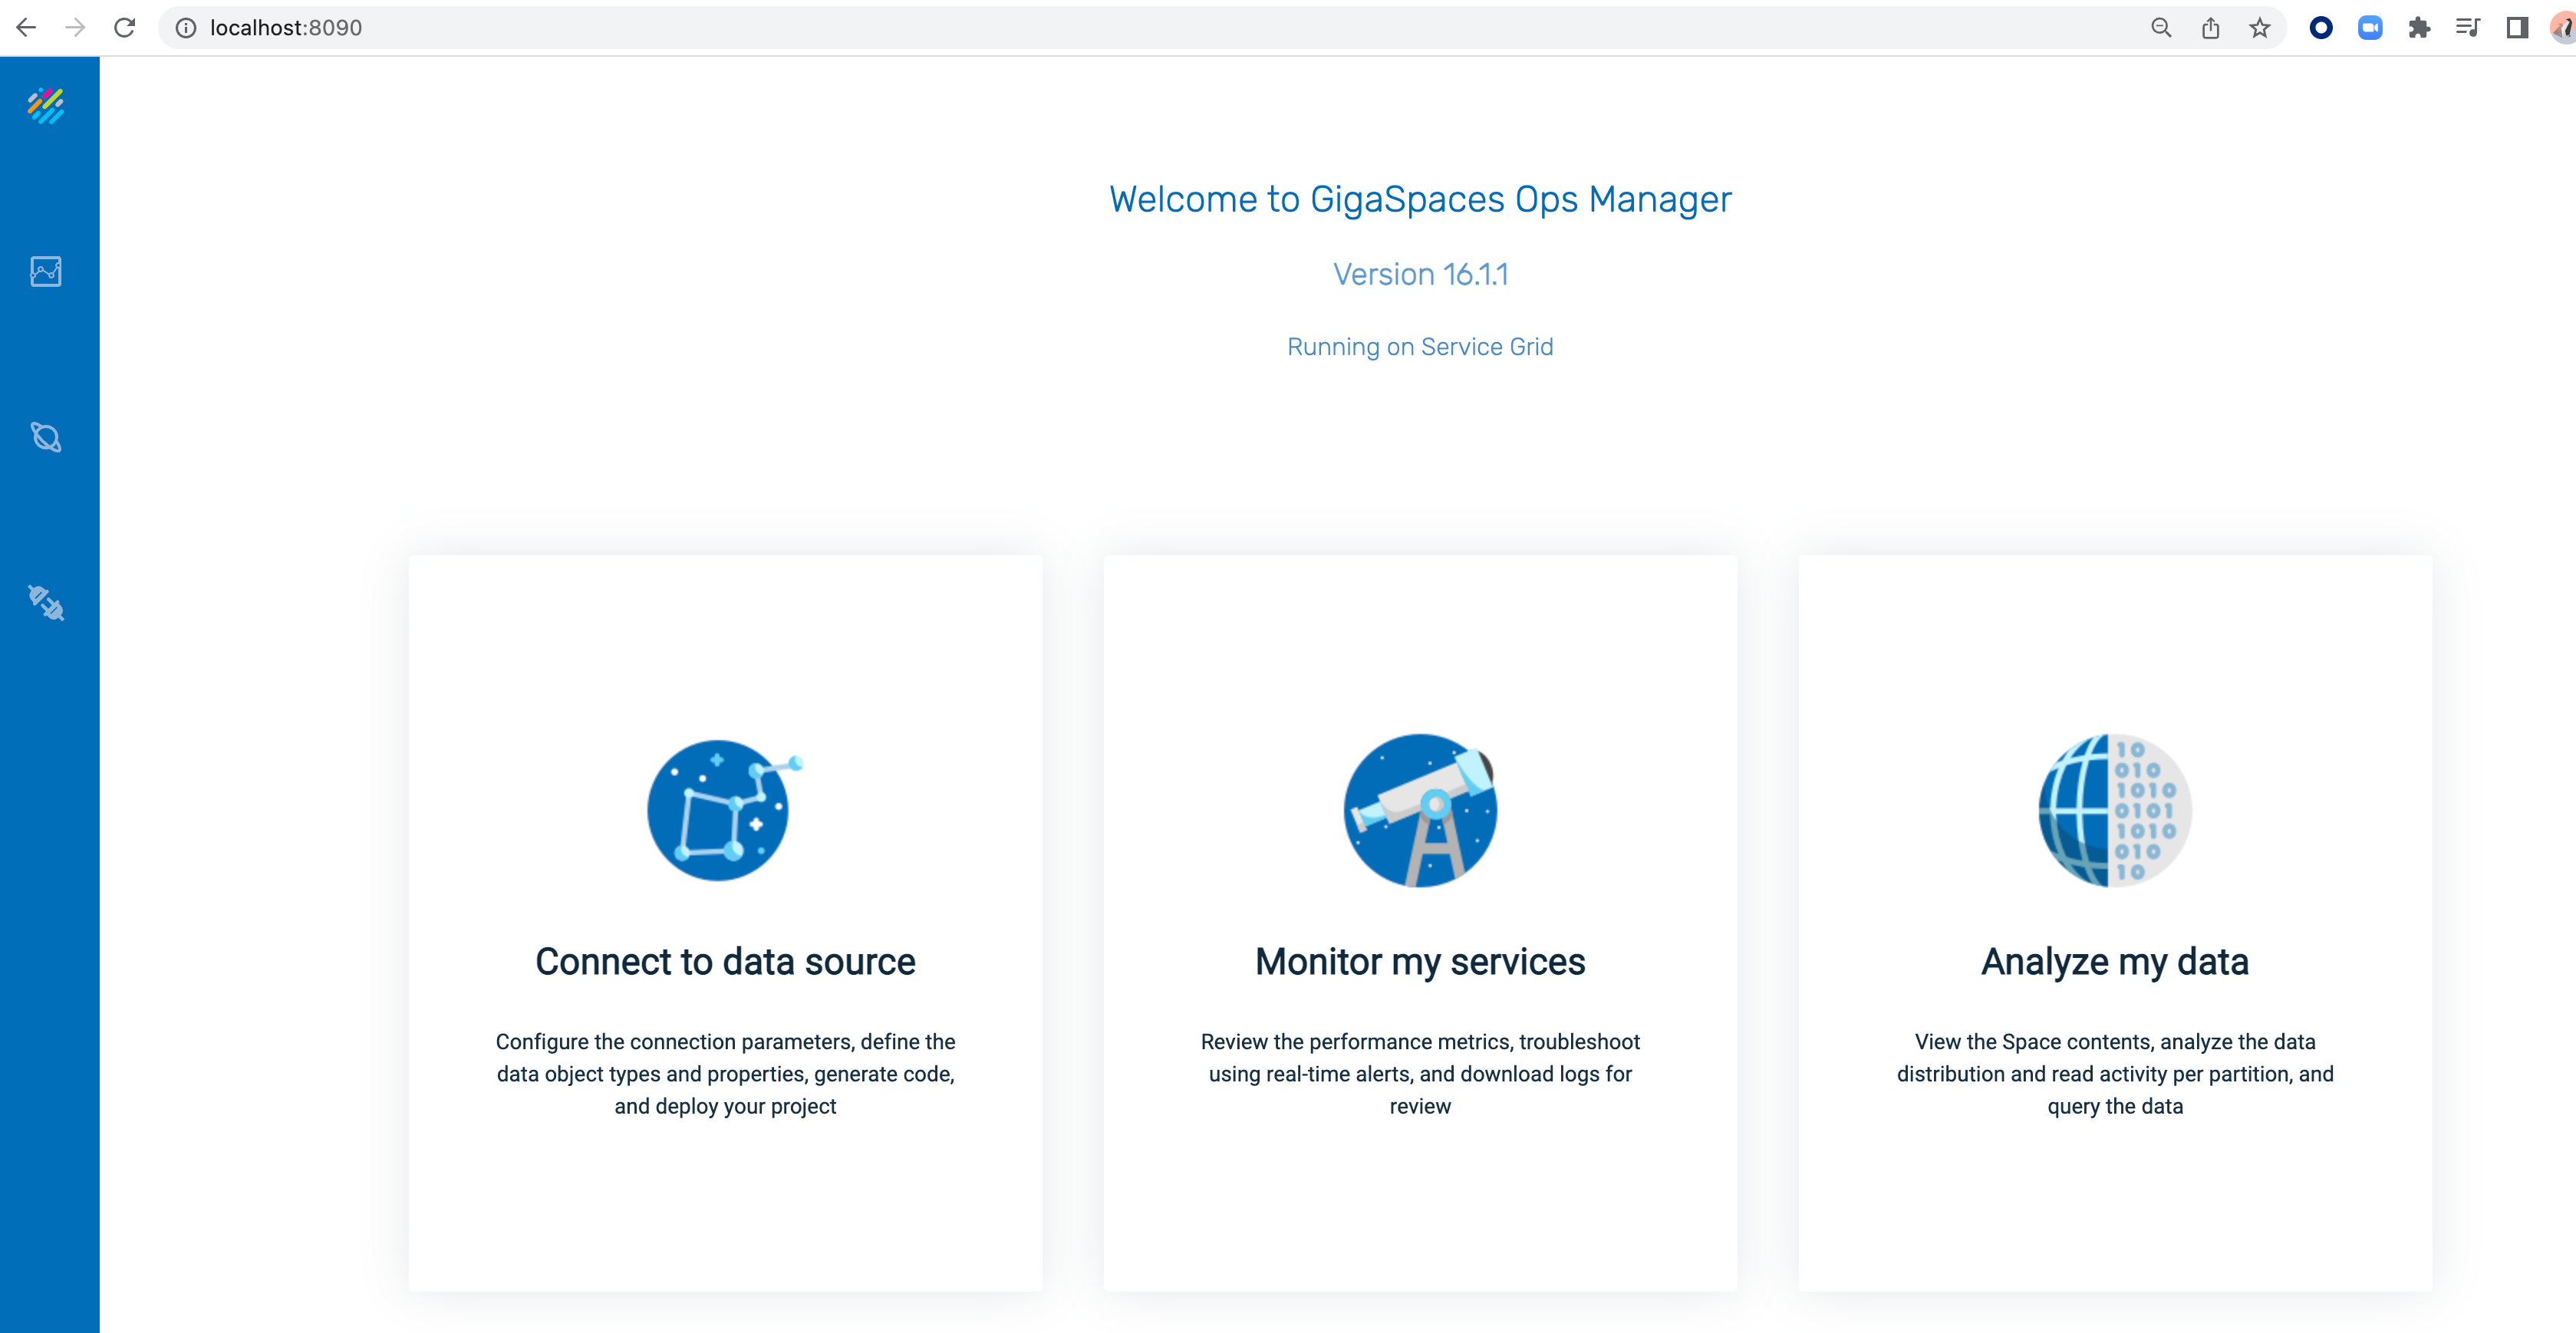 localhost:8090
Welcome to GigaSpaces Ops Manager
Version 16.1.1
Running on Service Grid
10
010
1010
0101
1010
010
10
Connect to data source
Configure the connection parameters, define the
data object types and properties, generate code,
and deploy your project
Monitor my services
Review the performance metrics, troubleshoot
using real-time alerts, and download logs for
review
Analyze my data
View the Space contents, analyze the data
distribution and read activity per partition, and
query the data